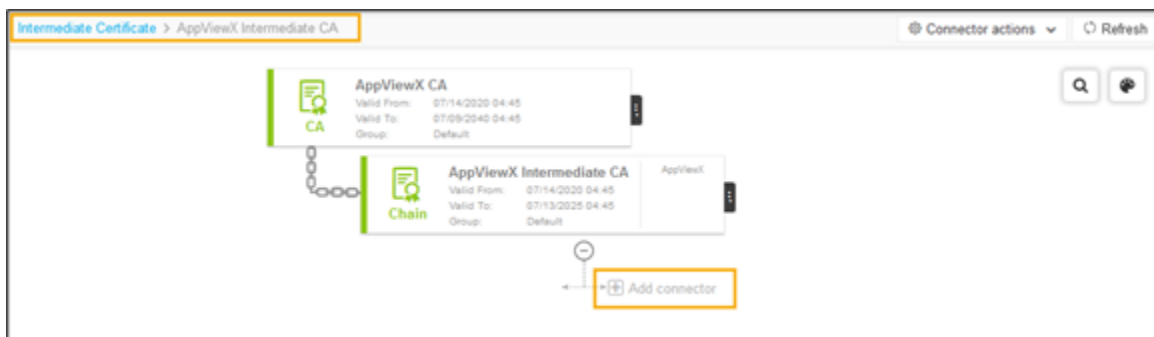 Intermediate Certificate > AppViewX Intermediate CA
Connector actions
Refresh
AppViewX CA
Valid From: 07/14/2020 04:45
Valid To: 07/09/2040 04:45
Group: Default
CA
AppViewX Intermediate CA
AppViewX
Valid From: 07/14/2020 04:45
Valid To: 07/13/2025 04:45
Group: Default
Chain
Add connector